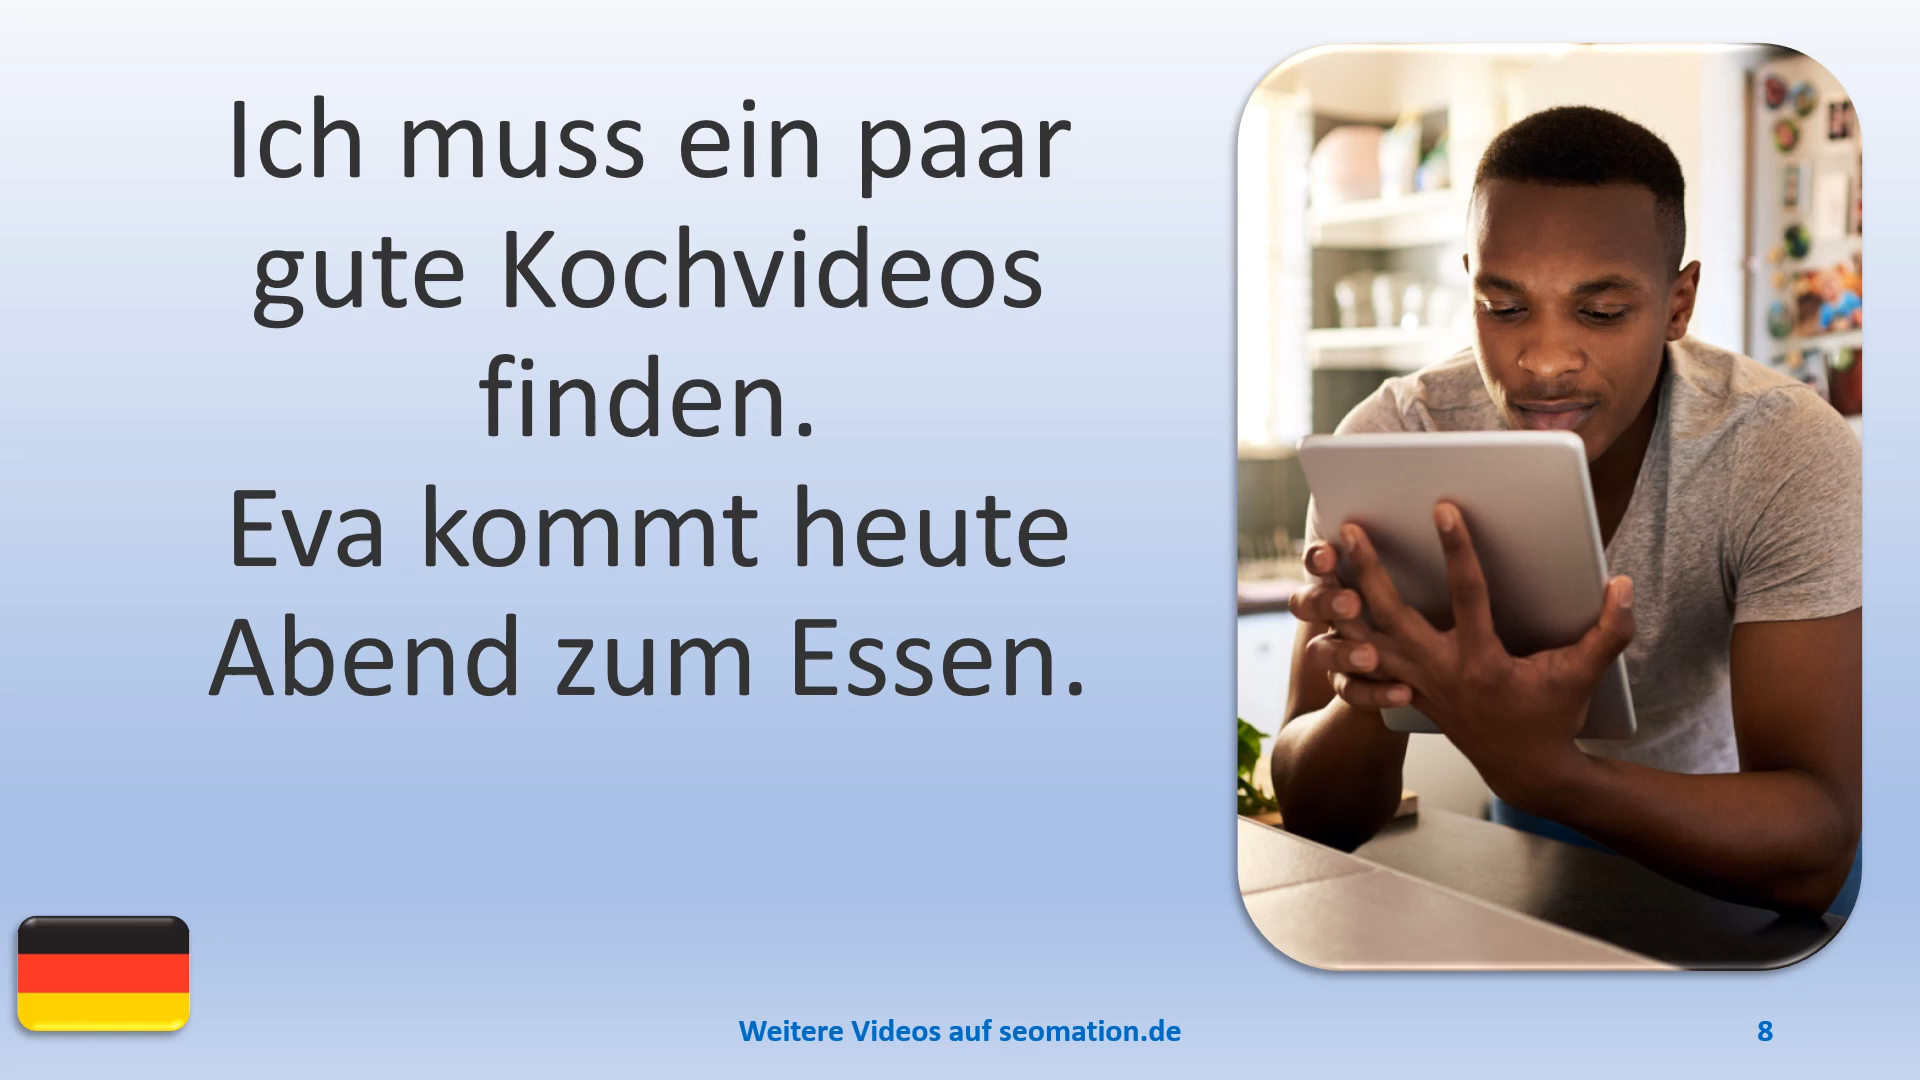 Ich muss ein paar
gute Kochvideos
finden.
Eva kommt heute
Abend zum Essen.
Weitere Videos auf seomation.de
8